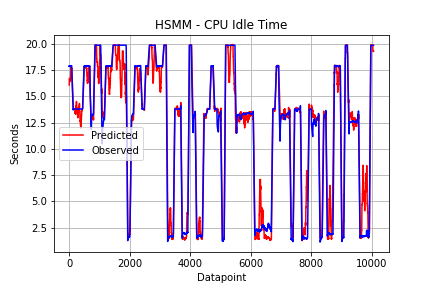 HSMM - CPU Idle Time
20.0
17.5
15.0
12.5
10.0
7.5
5.0
2.5
Seconds
Predicted
Observed
0 2000 4000 6000 8000 10000
Datapoint